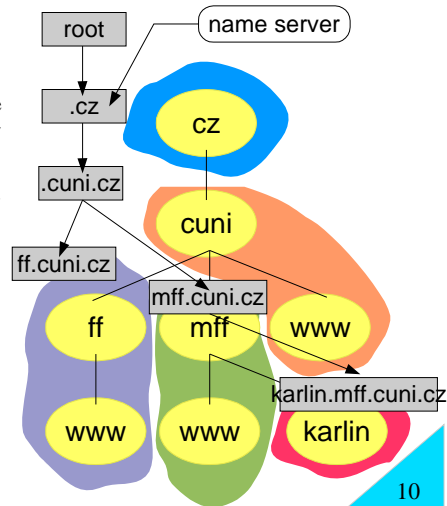 root
name server
.cz
cz
.cuni.cz
cuni
ff.cuni.cz
mff.cuni.cz
ff
mff
www
karlin.mff.cuni.cz
www
www
karlin
10